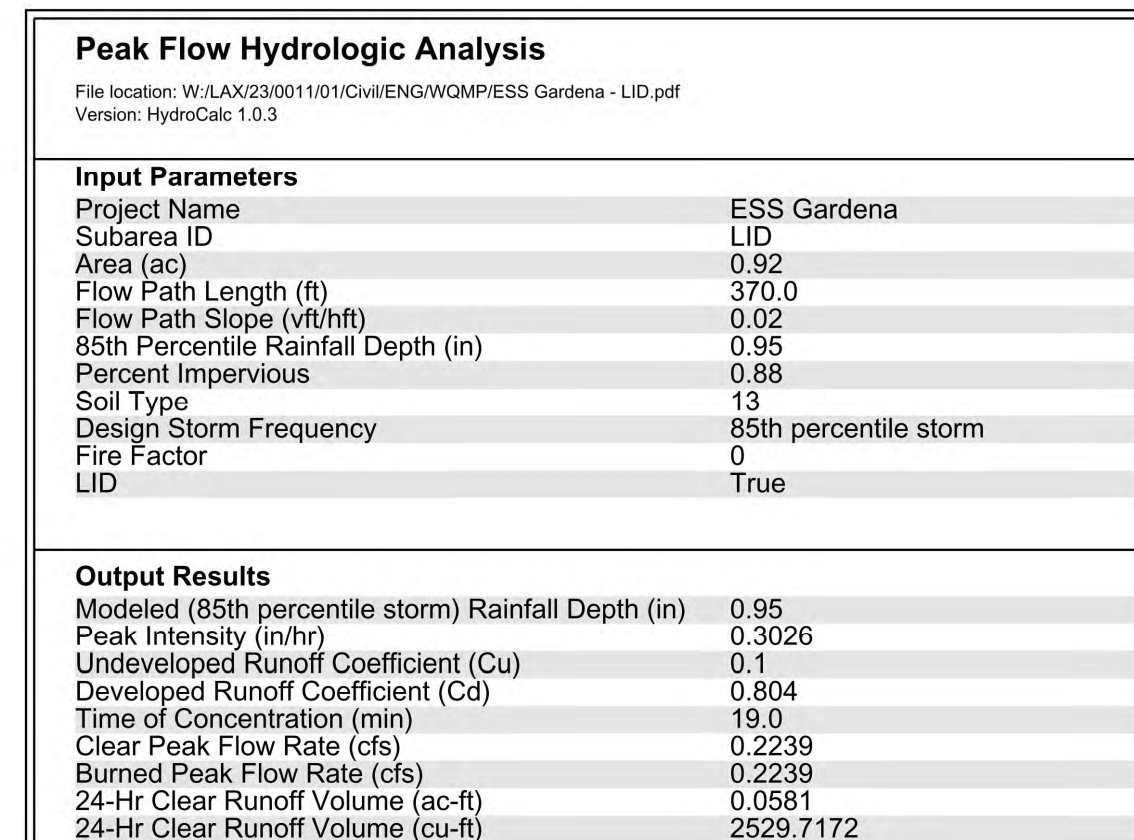 Peak Flow Hydrologic Analysis
File location: W:/LAX/23/0011/01/Civil/ENG/WQMP/ESS Gardena - LID.pdf
Version: HydroCalc 1.0.3
Input Parameters
Project Name ESS Gardena
Subarea ID LID
Area (ac) 0.92
Flow Path Length (ft) 370.0
Flow Path Slope (vft/hft) 0.02
85th Percentile Rainfall Depth (in) 0.95
Percent Impervious 0.88
Soil Type 13
Design Storm Frequency 85th percentile storm
Fire Factor 0
LID True
Output Results
Modeled (85th percentile storm) Rainfall Depth (in) 0.95
Peak Intensity (in/hr) 0.3026
Undeveloped Runoff Coefficient (Cu) 0.1
Developed Runoff Coefficient (Cd) 0.804
Time of Concentration (min) 19.0
Clear Peak Flow Rate (cfs) 0.2239
Burned Peak Flow Rate (cfs) 0.2239
24-Hr Clear Runoff Volume (ac-ft) 0.0581
24-Hr Clear Runoff Volume (cu-ft) 2529.7172